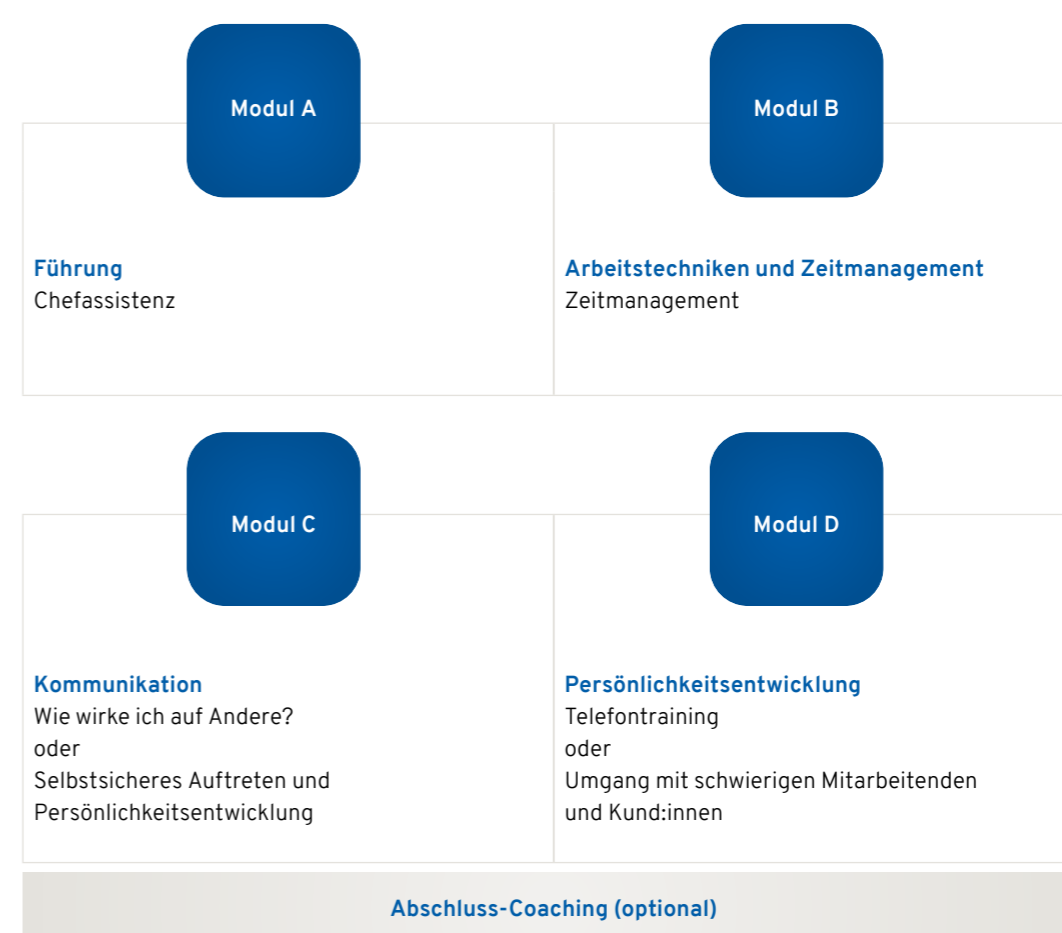 Modul A
Führung
Chefassistenz
Modul B
Arbeitstechniken und Zeitmanagement
Zeitmanagement
Modul C
Kommunikation
Wie wirke ich auf Andere?
oder
Selbstsicheres Auftreten und
Persönlichkeitsentwicklung
Modul D
Persönlichkeitsentwicklung
Telefontraining
oder
Umgang mit schwierigen Mitarbeitenden
und Kund:innen
Abschluss-Coaching (optional)